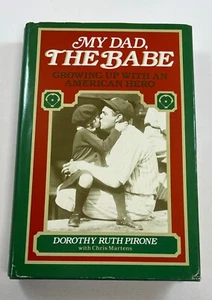 MY DAD,
THE BABE
GROWING UP WITH AN
AMERICAN HERO
DOROTHY RUTH PIRONE
with Chris Martens